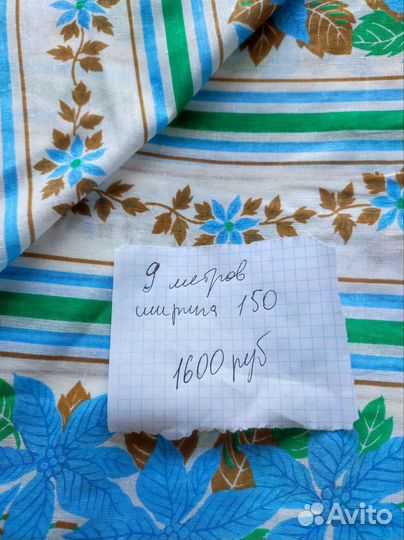 9 метров
ширина 150
1600 руб
Avito